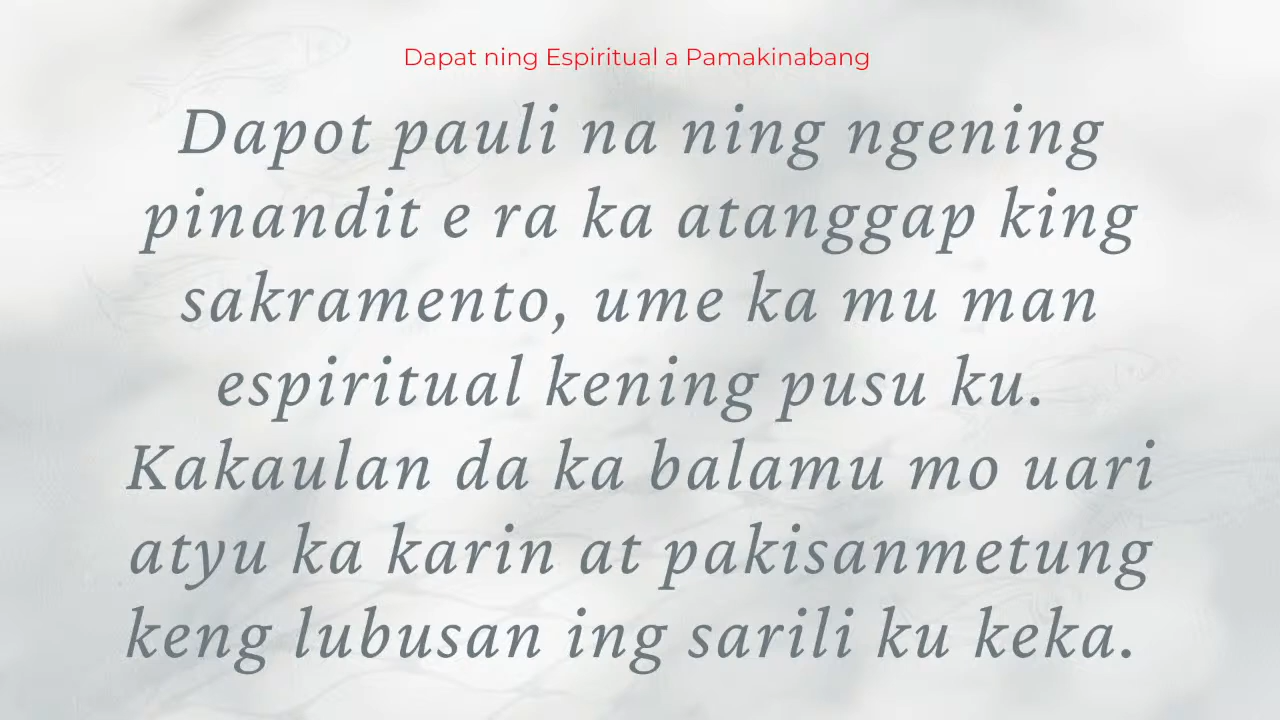 Dapat ning Espiritual a Pamakinabang
Dapot pauli na ning ngening
pinandit e ra ka atanggap king
sakramento, ume ka mu man
espiritual kening pusu ku.
Kakaulan da ka balamu mo uari
atyu ka karin at pakisanmetung
keng lubusan ing sarili ku keka.